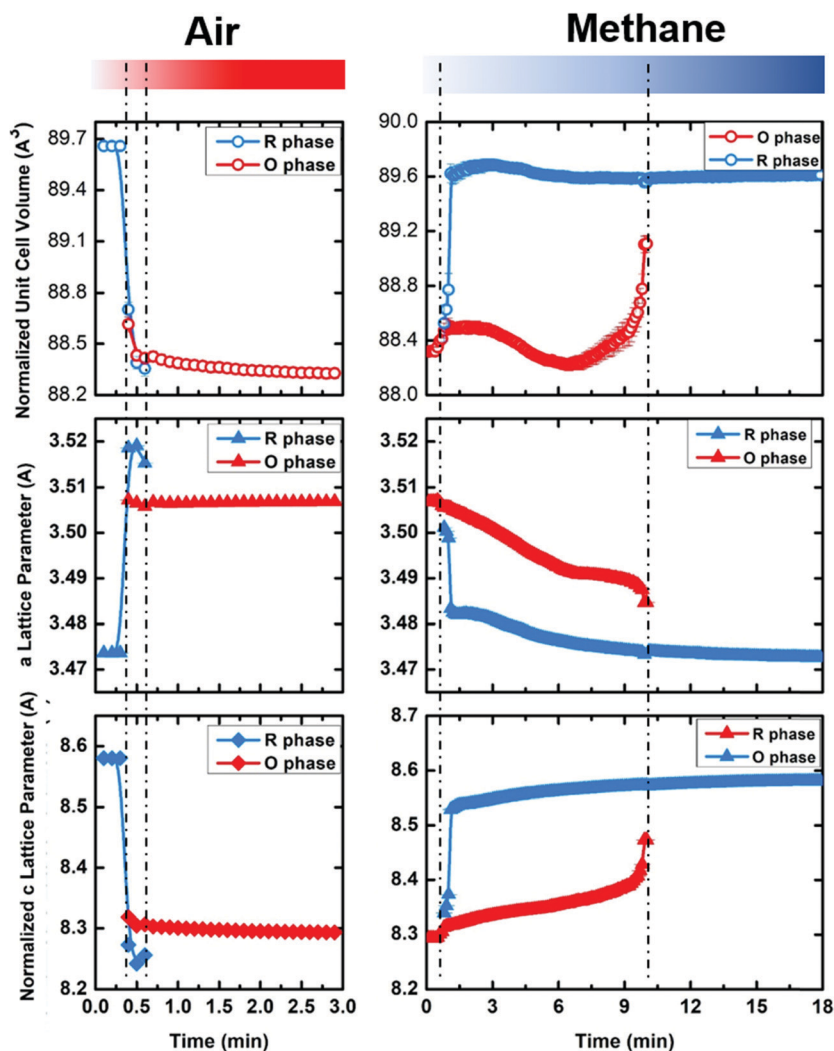 Air
Methane
Normalized Unit Cell Volume (A³)
89.7
89.4
89.1
88.8
88.5
88.2
R phase
O phase
90.0
89.6
89.2
88.8
88.4
88.0
O phase
R phase
a Lattice Parameter (A)
3.52
3.51
3.50
3.49
3.48
3.47
R phase
O phase
3.52
3.51
3.50
3.49
3.48
3.47
R phase
O phase
Normalized c Lattice Parameter (A)
8.6
8.5
8.4
8.3
8.2
R phase
O phase
8.7
8.6
8.5
8.4
8.3
8.2
R phase
O phase
0.0 0.5 1.0 1.5 2.0 2.5 3.0
0 3 6 9 12 15 18
Time (min)
Time (min)